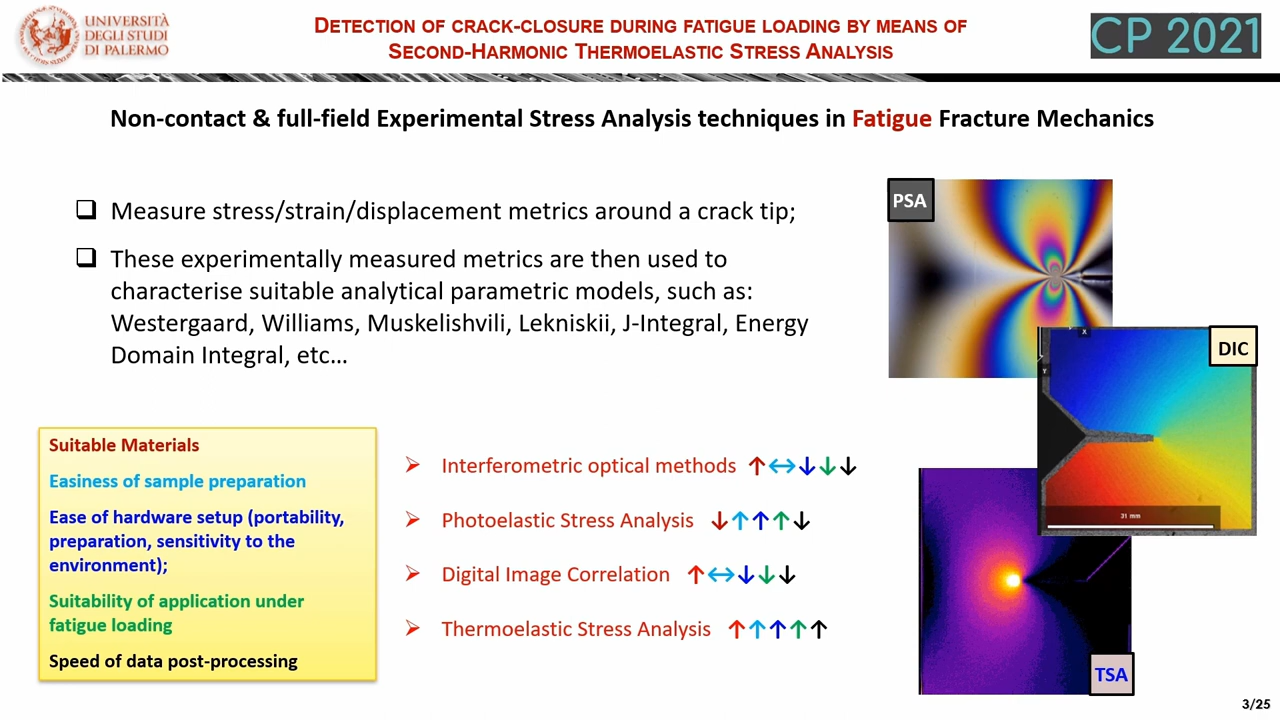 UNIVERSITÀ
DEGLI STUDI
DI PALERMO
DETECTION OF CRACK-CLOSURE DURING FATIGUE LOADING BY MEANS OF
SECOND-HARMONIC THERMOELASTIC STRESS ANALYSIS
CP 2021
Non-contact & full-field Experimental Stress Analysis techniques in Fatigue Fracture Mechanics
❑ Measure stress/strain/displacement metrics around a crack tip;
❑ These experimentally measured metrics are then used to
characterise suitable analytical parametric models, such as:
Westergaard, Williams, Muskelishvili, Lekniskii, J-Integral, Energy
Domain Integral, etc…
PSA
X
Y
DIC
31 mm
TSA
Suitable Materials
Easiness of sample preparation
Ease of hardware setup (portability,
preparation, sensitivity to the
environment);
Suitability of application under
fatigue loading
Speed of data post-processing
➢ Interferometric optical methods ↑↔↓↓↓
➢ Photoelastic Stress Analysis ↓↑↑↑↓
➢ Digital Image Correlation ↑↔↓↓↓
➢ Thermoelastic Stress Analysis ↑↑↑↑↑
3/25